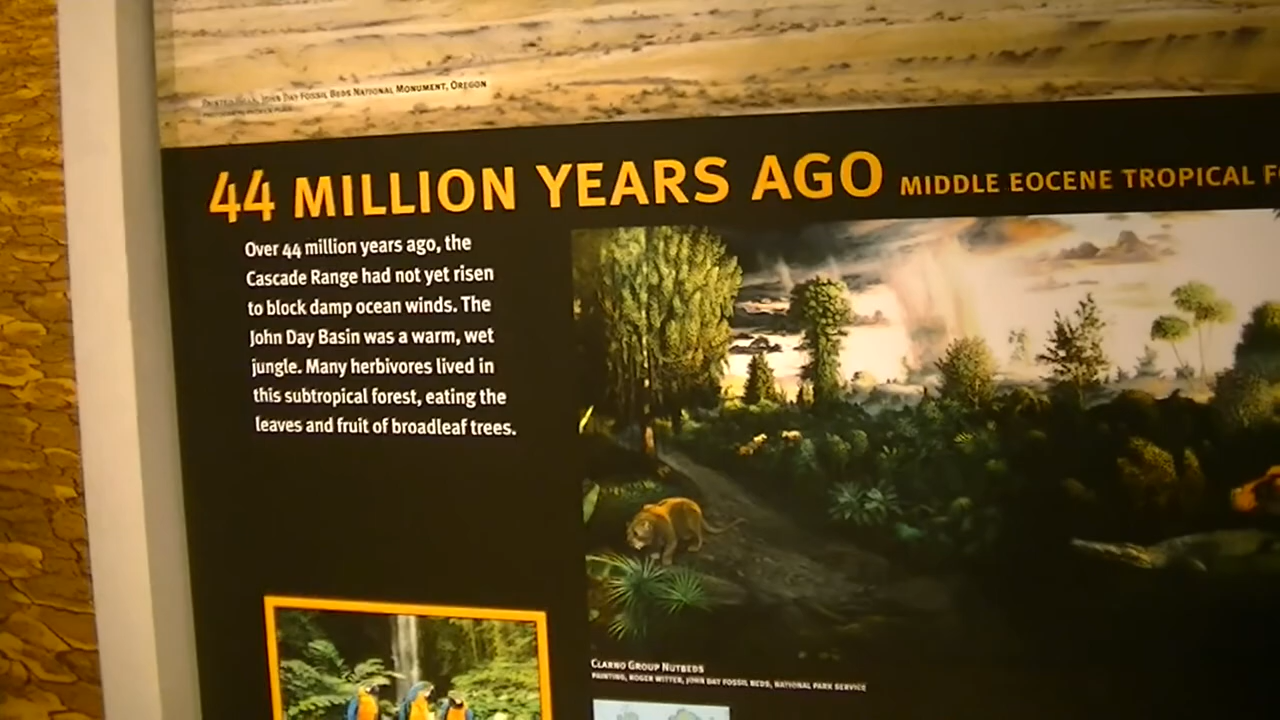 PAINTED HILLS, JOHN DAY FOSSIL BEDS NATIONAL MONUMENT, OREGON
44 MILLION YEARS AGO MIDDLE EOCENE TROPICAL
Over 44 million years ago, the
Cascade Range had not yet risen
to block damp ocean winds. The
John Day Basin was a warm, wet
jungle. Many herbivores lived in
this subtropical forest, eating the
leaves and fruit of broadleaf trees.
CLARNO GROUP NUTBEDS
PAINTING, ROGER WITTER, JOHN DAY FOSSIL BEDS, NATIONAL PARK SERVICE